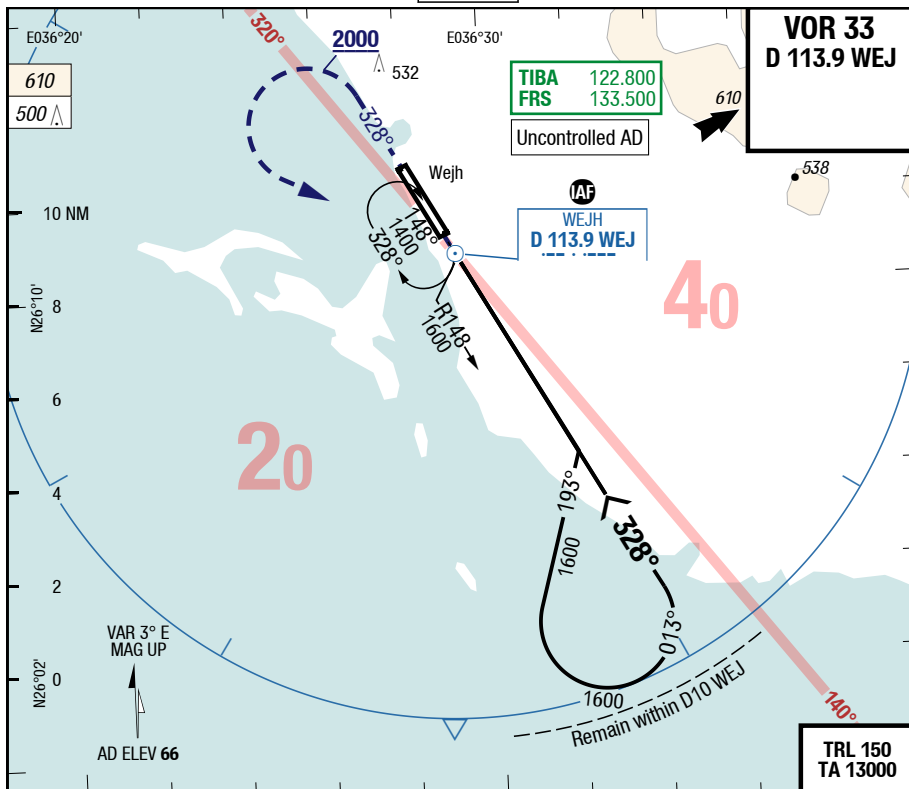 E036°20'
320°
2000
532
E036°30'
TIBA 122.800
FRS 133.500
Uncontrolled AD
610
VOR 33
D 113.9 WEJ
610
500
328°
Wejh
538
IAF
WEJH
D 113.9 WEJ
10 NM
148°
1400
328°
N26°10'
8
R148
1600
40
6
20
4
193°
1600
328°
2
013°
VAR 3° E
MAG UP
N26°02'
0
1600
Remain within D10 WEJ
140°
AD ELEV 66
TRL 150
TA 13000